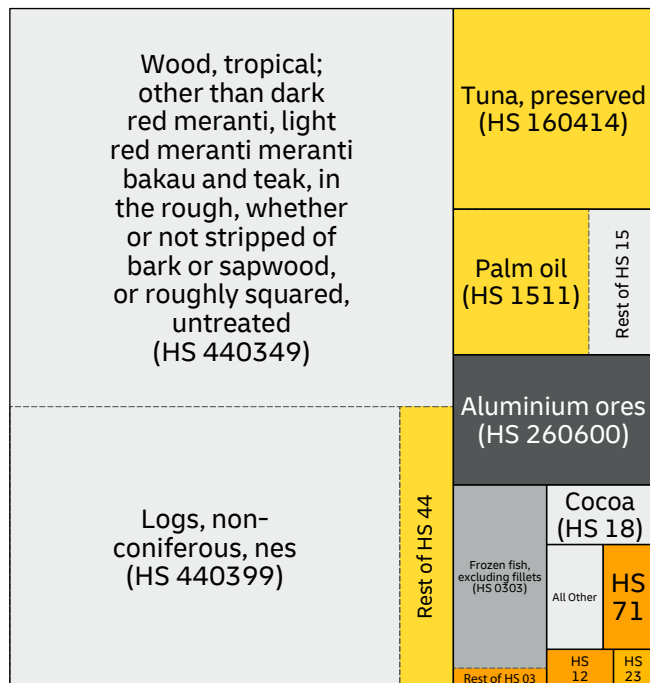 Wood, tropical;
other than dark
red meranti, light
red meranti meranti
bakau and teak, in
the rough, whether
or not stripped of
bark or sapwood,
or roughly squared,
untreated
(HS 440349)
Tuna, preserved
(HS 160414)
Palm oil
(HS 1511)
Rest of HS 15
Aluminium ores
(HS 260600)
Logs, non-
coniferous, nes
(HS 440399)
Rest of HS 44
Frozen fish,
excluding fillets
(HS 0303)
Rest of HS 03
Cocoa
(HS 18)
All Other
HS
71
HS
12
HS
23